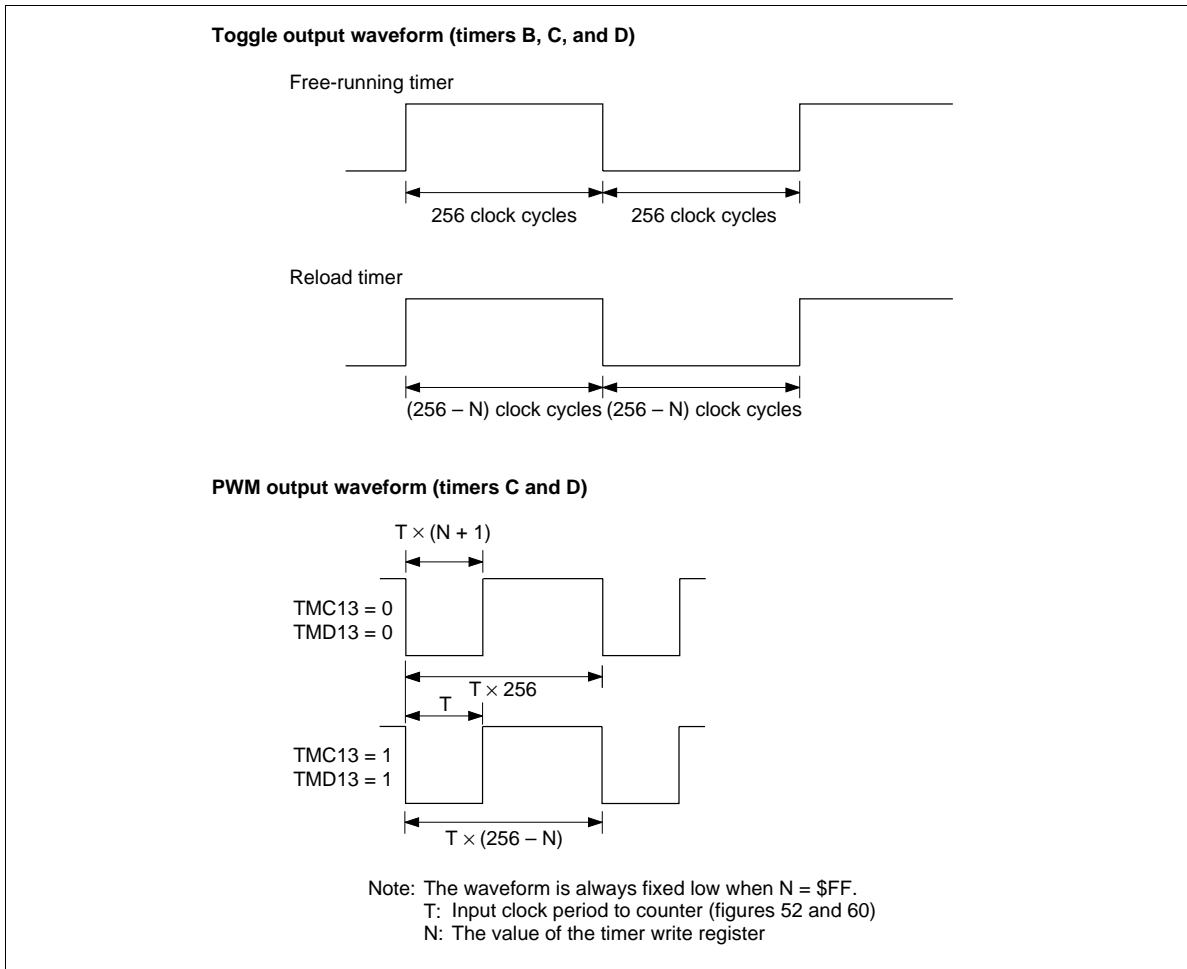 Toggle output waveform (timers B, C, and D)
Free-running timer
256 clock cycles 256 clock cycles
Reload timer
(256 – N) clock cycles (256 – N) clock cycles
PWM output waveform (timers C and D)
T × (N + 1)
TMC13 = 0
TMD13 = 0
T × 256
T
TMC13 = 1
TMD13 = 1
T × (256 – N)
Note: The waveform is always fixed low when N = $FF.
T: Input clock period to counter (figures 52 and 60)
N: The value of the timer write register